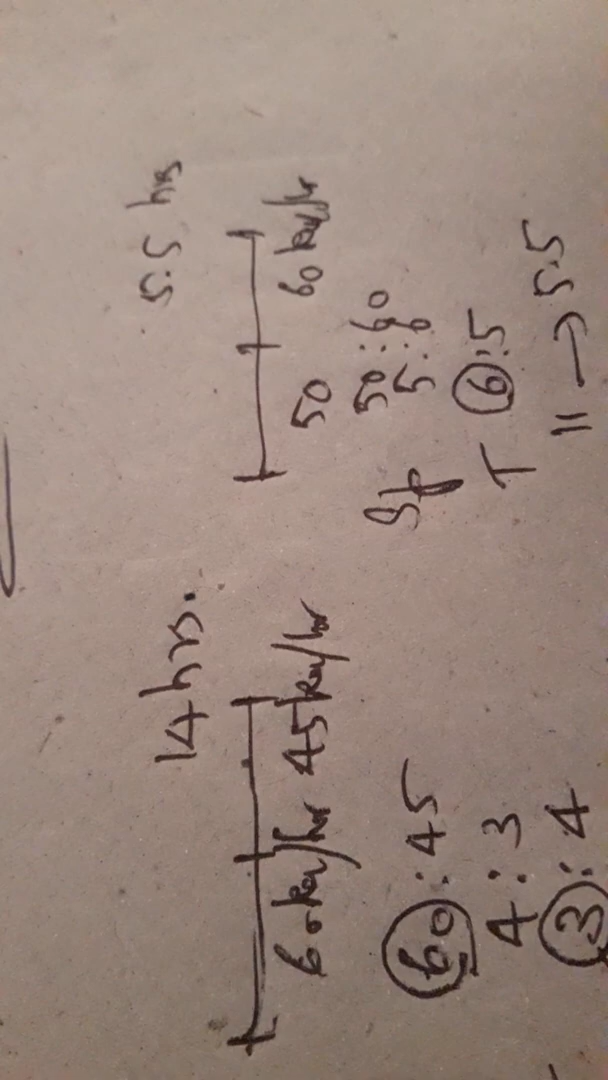 14 hrs.
60 km/hr 45 km/hr
60 : 45
4 : 3
3 : 4
5.5 hrs
50 60 km/hr
50 : 60
5 : 6
T 6 : 5
11 → 5.5